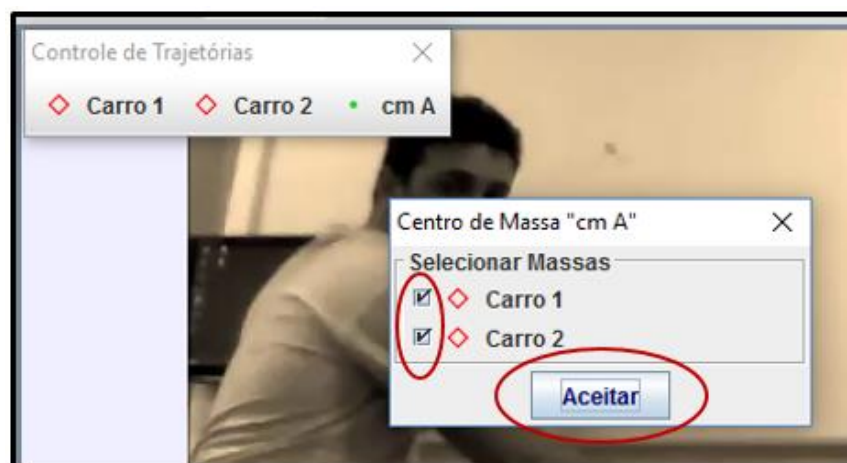 Controle de Trajetórias
Carro 1 Carro 2 cm A
Centro de Massa "cm A"
Selecionar Massas
Carro 1
Carro 2
Aceitar